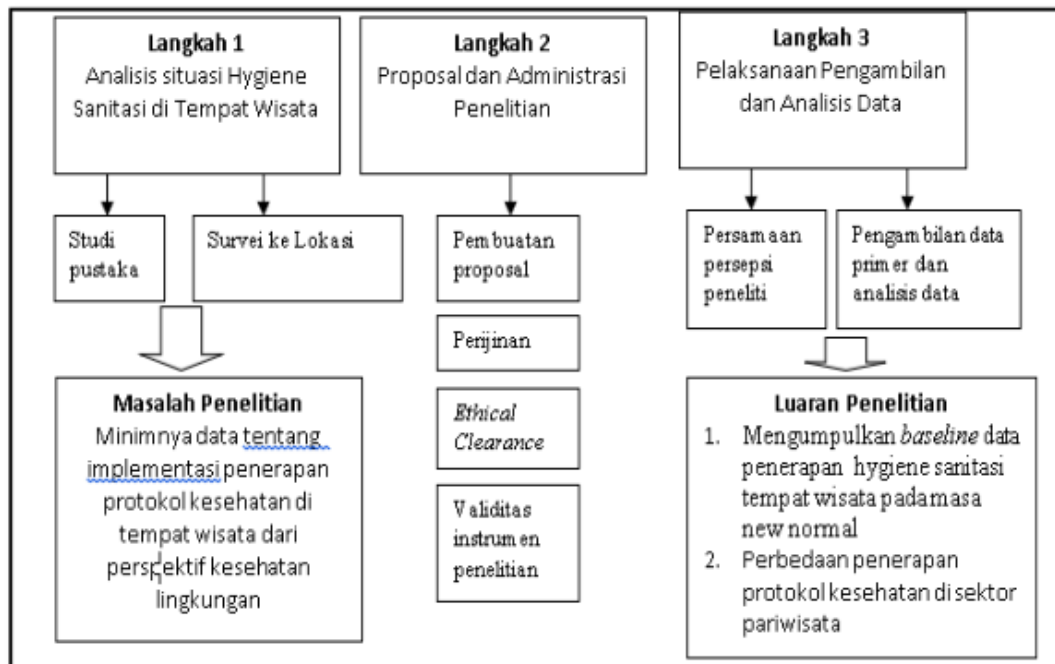 Langkah 1
Analisis situasi Hygiene
Sanitasi di Tempat Wisata
Studi
pustaka
Survei ke Lokasi
Masalah Penelitian
Minimnya data tentang
implementasi penerapan
protokol kesehatan di
tempat wisata dari
perspektif kesehatan
lingkungan
Langkah 2
Proposal dan Administrasi
Penelitian
Pembuatan
proposal
Perijinan
Ethical
Clearance
Validitas
instrumen
penelitian
Langkah 3
Pelaksanaan Pengambilan
dan Analisis Data
Persamaan
persepsi
peneliti
Pengambilan data
primer dan
analisis data
Luaran Penelitian
1. Mengumpulkan baseline data
penerapan hygiene sanitasi
tempat wisata pada masa
new normal
2. Perbedaan penerapan
protokol kesehatan di sektor
pariwisata